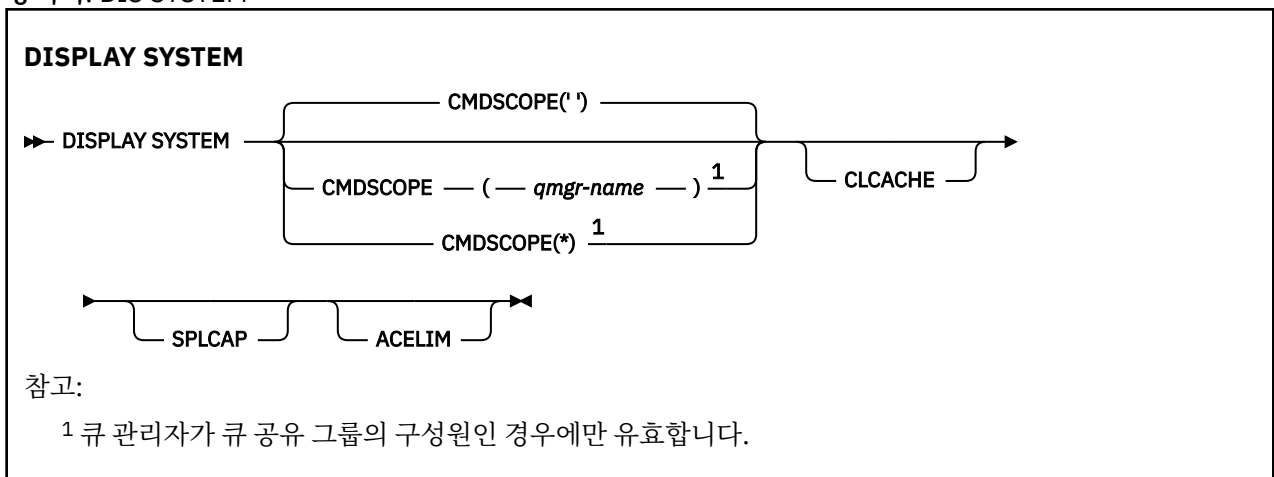 DISPLAY SYSTEM
CMDSCOPE(' ')
DISPLAY SYSTEM
CMDSCOPE ( qmgr-name ) 1
CLCACHE
CMDSCOPE(*) 1
SPLCAP
ACELIM
참고:
1 큐 관리자가 큐 공유 그룹의 구성원인 경우에만 유효합니다.